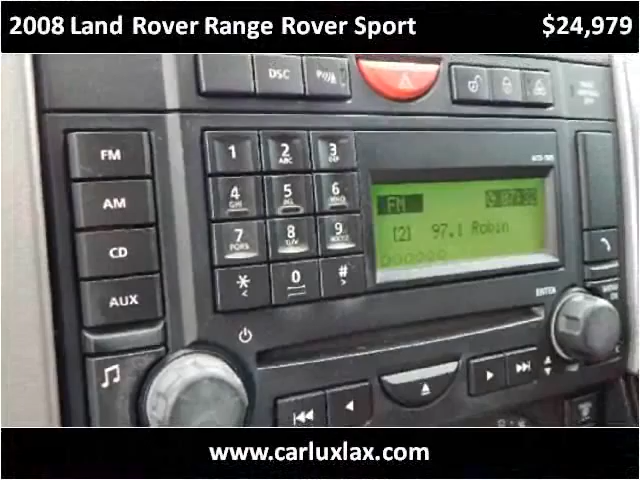 2008 Land Rover Range Rover Sport $24,979
DSC
FM 1 2 ABC 3 DEF
AM 4 GHI 5 JKL 6 MNO
FM
[2] 97.1 Robin
CD 7 PQRS 8 TUV 9 WXYZ
AUX * < 0 # >
ENTER
www.carluxlax.com